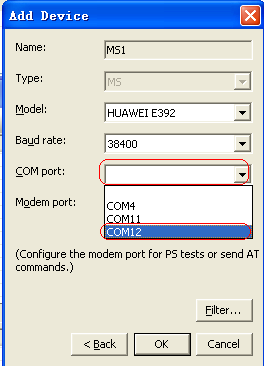 Add Device
Name: MS1
Type: MS
Model: HUAWEI E392
Baud rate: 38400
COM port:
Modem port:
COM4
COM11
COM12
(Configure the modem port for PS tests or send AT
commands.)
Filter...
< Back OK Cancel